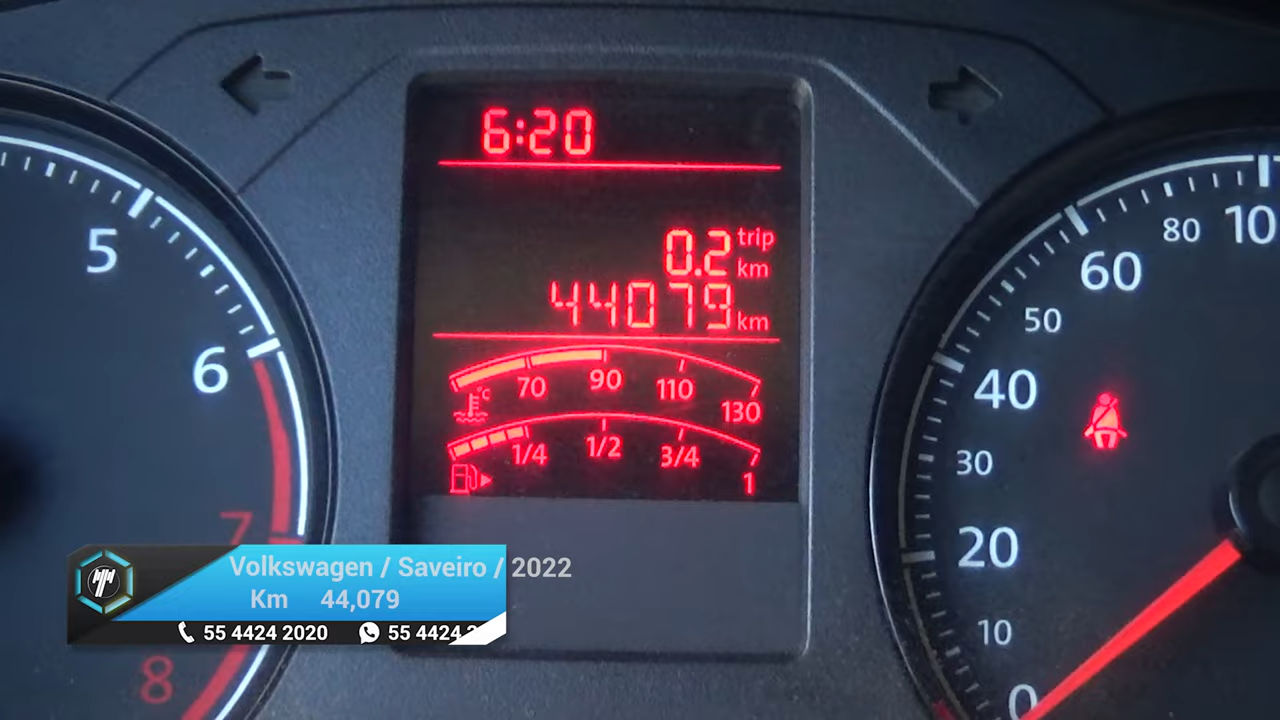 6:20
0.2 trip km
44079 km
70 90 110 130
°C
1/4 1/2 3/4 1
5
6
7
8
0
10
20
30
40
50
60
80
10
Volkswagen / Saveiro / 2022
Km 44,079
55 4424 2020 55 4424